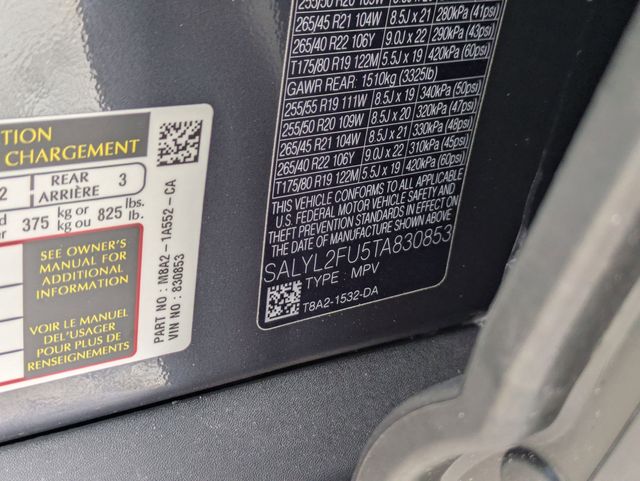 TION
CHARGEMENT
2 REAR 3
ARRIÈRE
375 kg or 825 lbs.
kg ou lb.
SEE OWNER'S
MANUAL FOR
ADDITIONAL
INFORMATION
VOIR LE MANUEL
DEL'USAGER
POUR PLUS DE
RENSEIGNEMENTS
PART NO : M8A2-1A552-CA
VIN NO : 830853
265/45 R21 104W 8.5J x 21 280kPa (41psi)
265/40 R22 106Y 9.0J x 22 290kPa (43psi)
T175/80 R19 122M 5.5J x 19 420kPa (60psi)
GAWR REAR: 1510kg (3325lb)
255/55 R19 111W 8.5J x 19 340kPa (50psi)
255/50 R20 109W 8.5J x 20 320kPa (47psi)
265/45 R21 104W 8.5J x 21 330kPa (48psi)
265/40 R22 106Y 9.0J x 22 310kPa (45psi)
T175/80 R19 122M 5.5J x 19 420kPa (60psi)
THIS VEHICLE CONFORMS TO ALL APPLICABLE
U.S. FEDERAL MOTOR VEHICLE SAFETY AND
THEFT PREVENTION STANDARDS IN EFFECT ON
THE DATE OF MANUFACTURE SHOWN ABOVE
SALYL2FU5TA830853
TYPE : MPV
T8A2-1532-DA